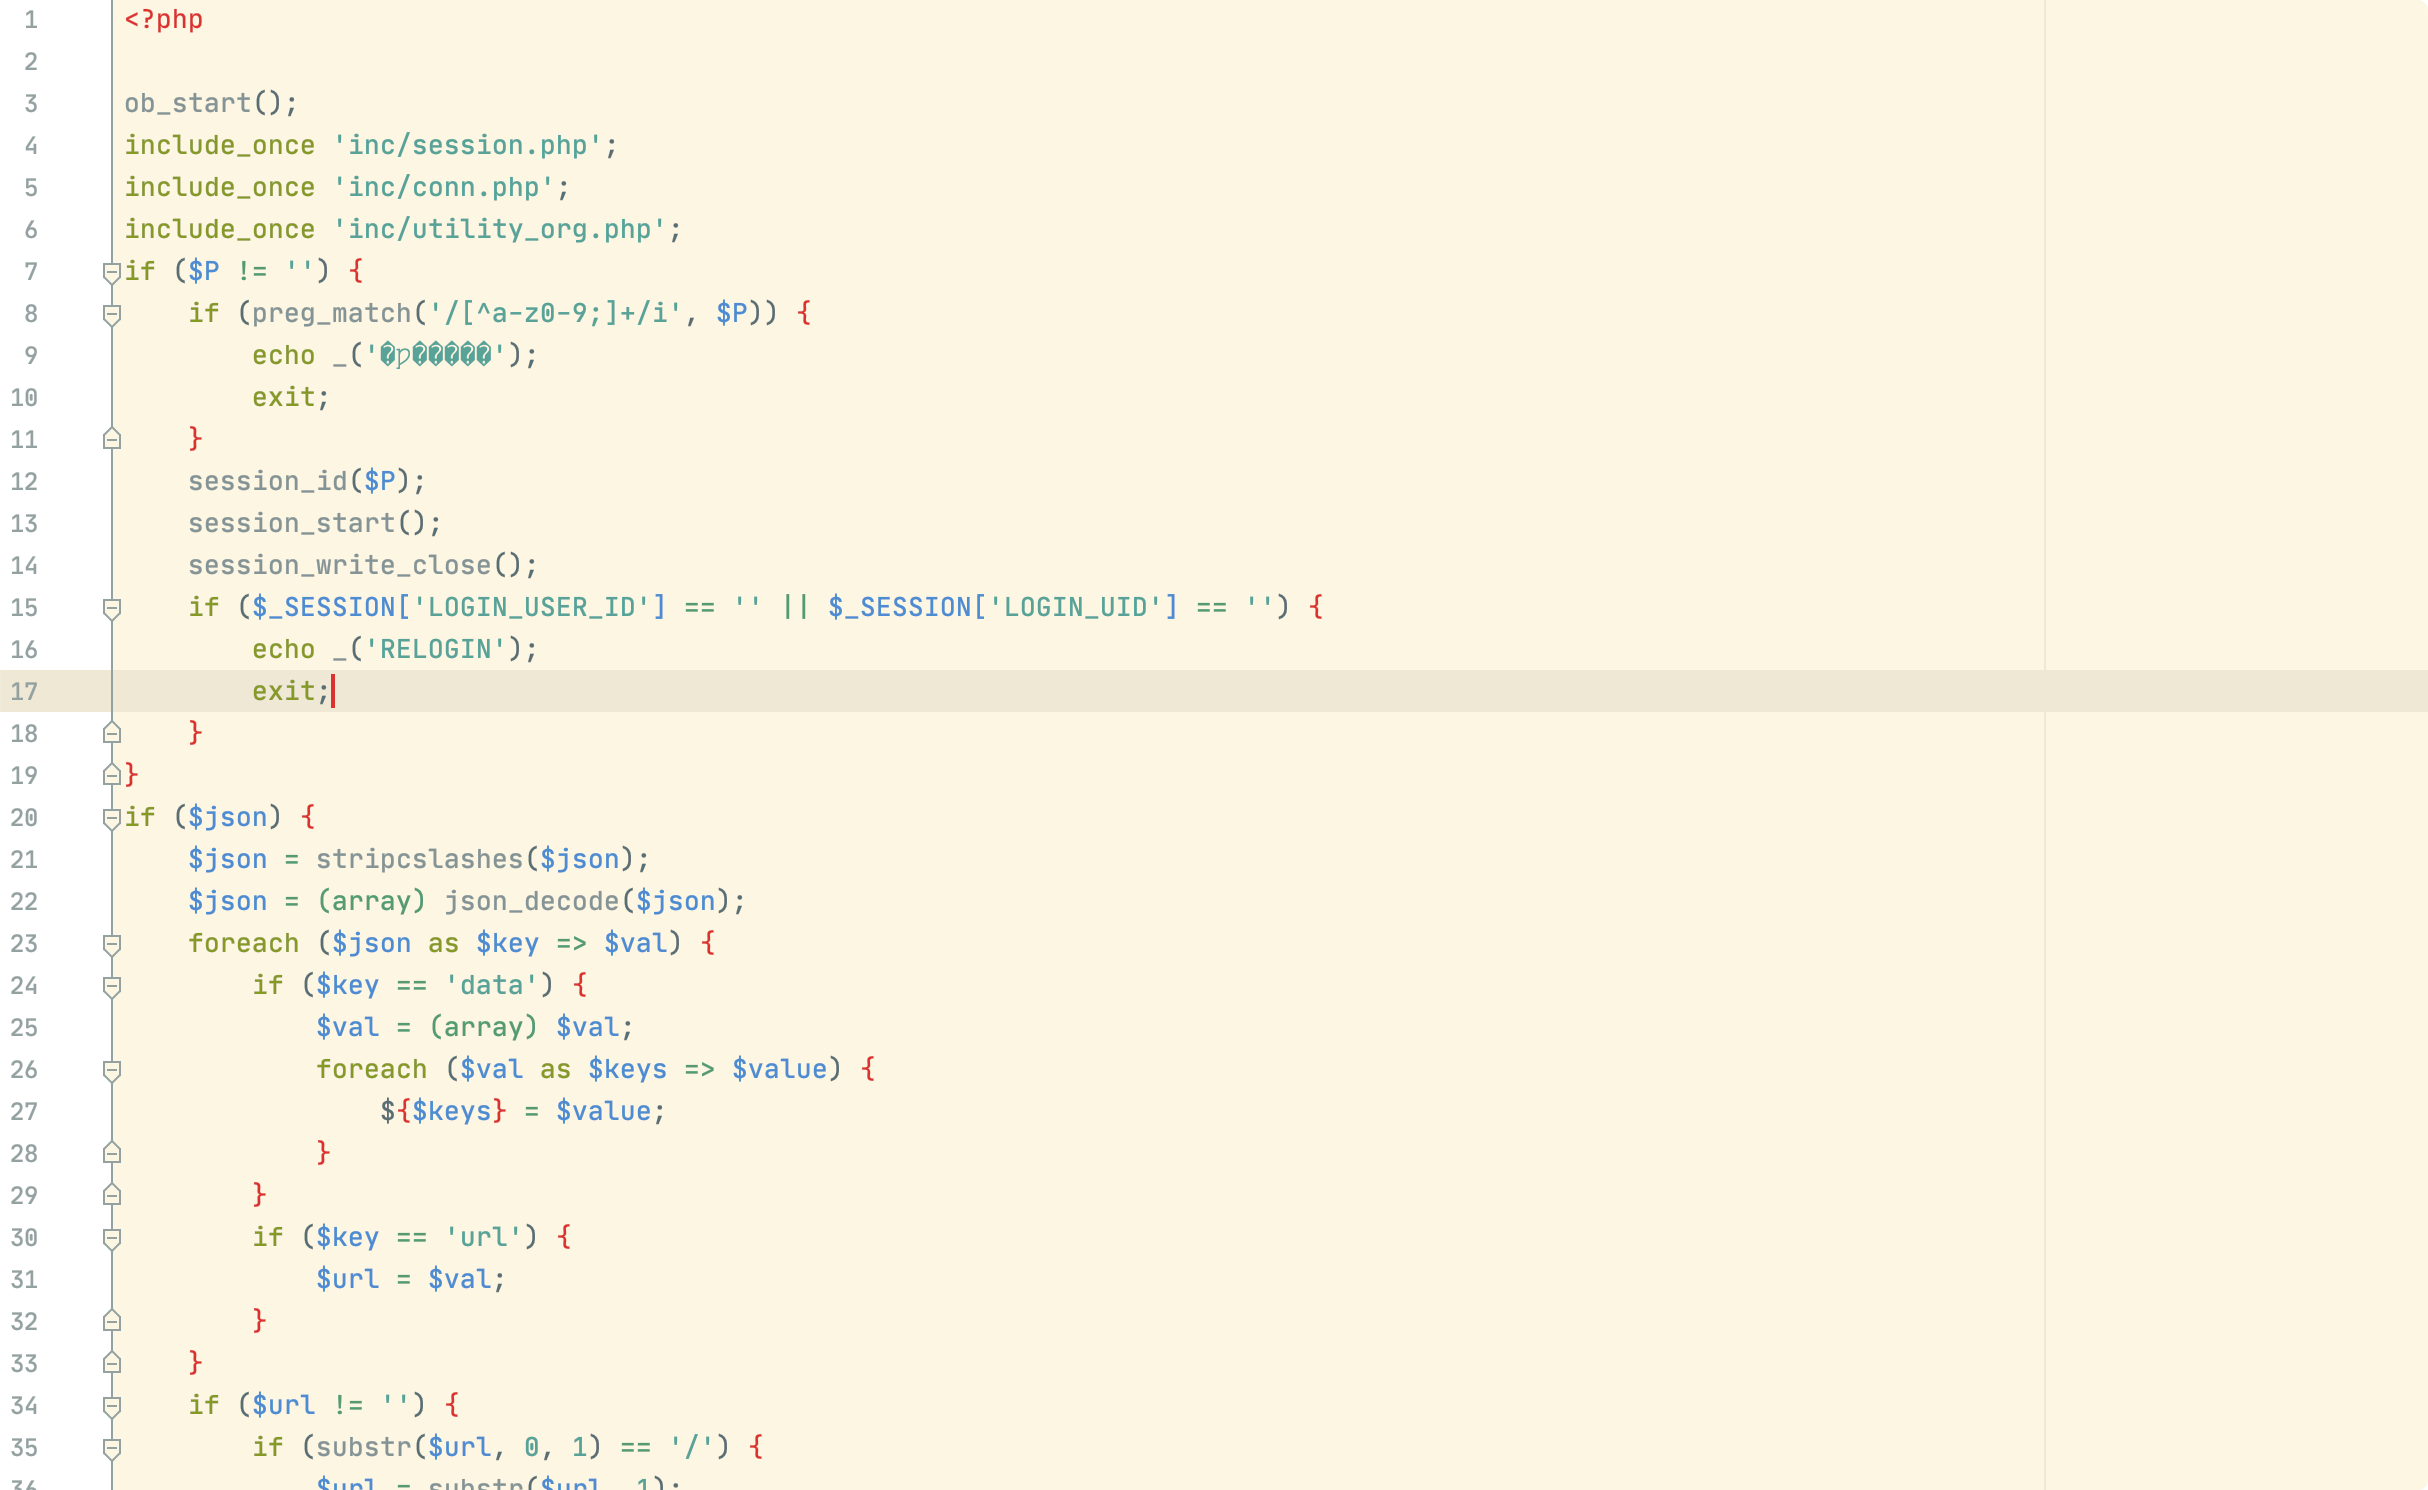 1 <?php
2
3 ob_start();
4 include_once 'inc/session.php';
5 include_once 'inc/conn.php';
6 include_once 'inc/utility_org.php';
7 if ($P != '') {
8     if (preg_match('/[^a-z0-9;]+/i', $P)) {
9         echo _('�p�����');
10         exit;
11     }
12     session_id($P);
13     session_start();
14     session_write_close();
15     if ($_SESSION['LOGIN_USER_ID'] == '' || $_SESSION['LOGIN_UID'] == '') {
16         echo _('RELOGIN');
17         exit;
18     }
19 }
20 if ($json) {
21     $json = stripcslashes($json);
22     $json = (array) json_decode($json);
23     foreach ($json as $key => $val) {
24         if ($key == 'data') {
25             $val = (array) $val;
26             foreach ($val as $keys => $value) {
27                 ${$keys} = $value;
28             }
29         }
30         if ($key == 'url') {
31             $url = $val;
32         }
33     }
34     if ($url != '') {
35         if (substr($url, 0, 1) == '/') {
36             $url = substr($url, 1);